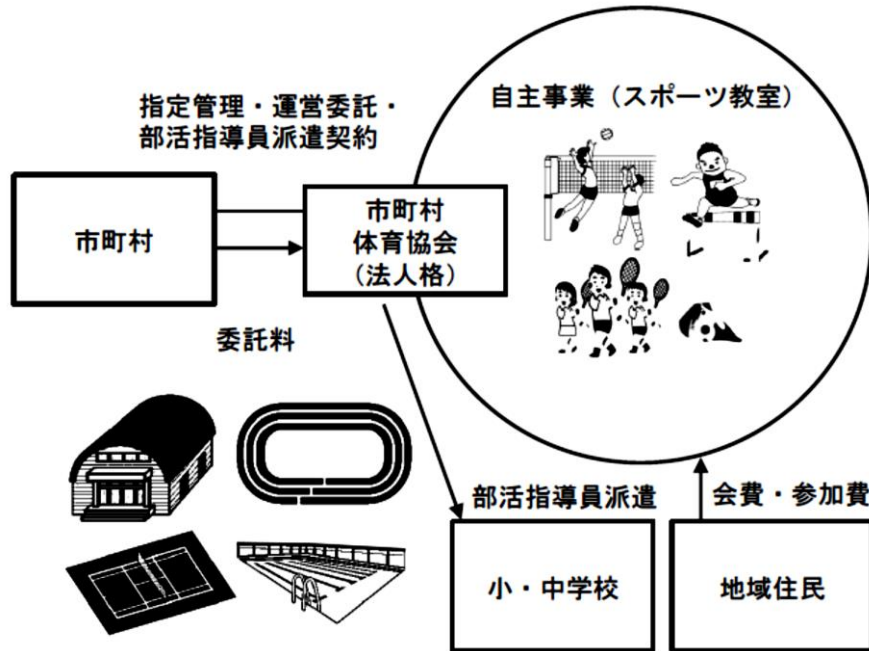 自主事業（スポーツ教室）
指定管理・運営委託・
部活指導員派遣契約
市町村
市町村
体育協会
（法人格）
委託料
部活指導員派遣
会費・参加費
小・中学校
地域住民